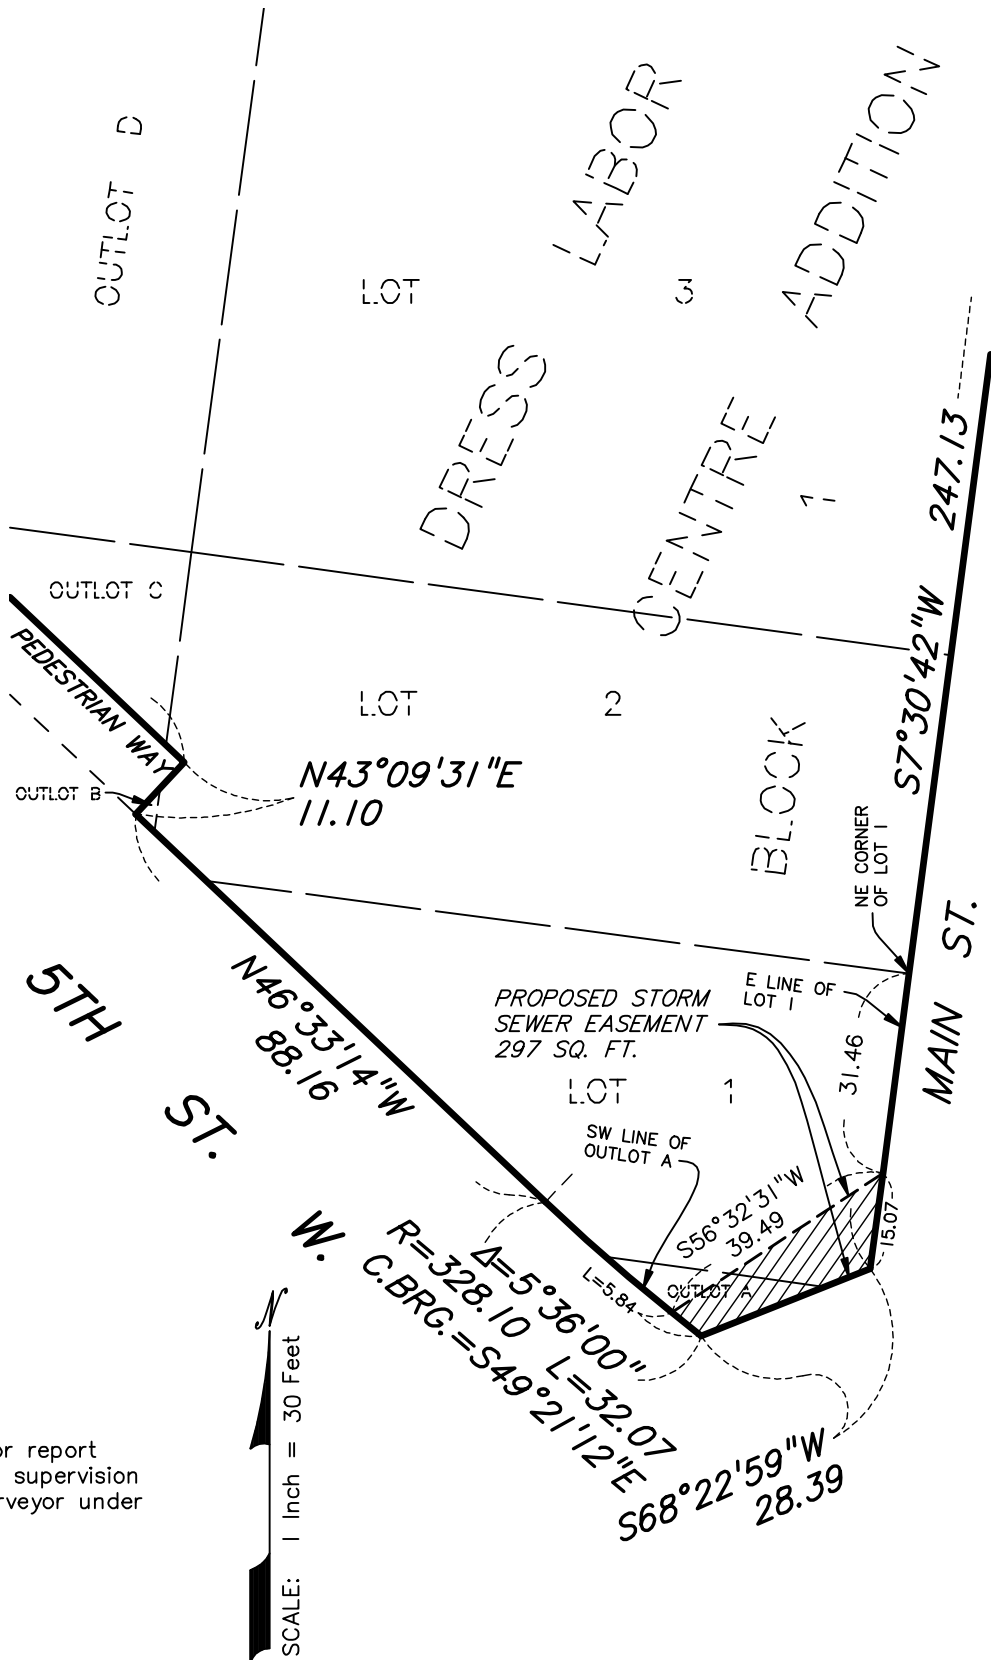 OUTLOT D
LOT 3
DRESS LABOR
CENTRE ADDITION
1
S7°30'42"W 247.13
OUTLOT C
PEDESTRIAN WAY
LOT 2
OUTLOT B
N43°09'31"E
11.10
BLOCK
NE CORNER
OF LOT 1
MAIN ST.
5TH ST. W.
N46°33'14"W
88.16
PROPOSED STORM
SEWER EASEMENT
297 SQ. FT.
E LINE OF
LOT 1
31.46
LOT 1
SW LINE OF
OUTLOT A
S56°32'31"W
39.49
15.07
L=5.84
OUTLOT A
Δ=5°36'00"
R=328.10 L=32.07
C.BRG.=S49°21'12"E
S68°22'59"W
28.39
N
SCALE: 1 Inch = 30 Feet
or report
supervision
rveyor under